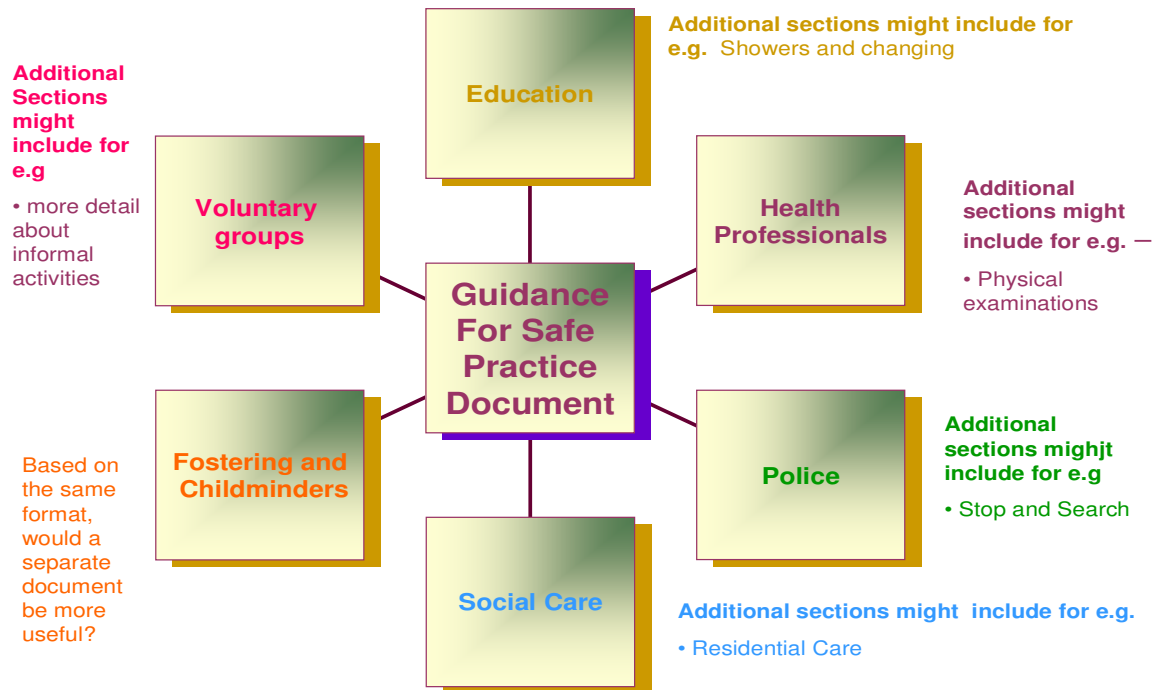 Additional sections might include for
e.g. Showers and changing
Education
Additional
Sections
might
include for
e.g
• more detail
about
informal
activities
Voluntary
groups
Health
Professionals
Additional
sections might
include for e.g. –
• Physical
examinations
Guidance
For Safe
Practice
Document
Fostering and
Childminders
Based on
the same
format,
would a
separate
document
be more
useful?
Police
Additional
sections mighjt
include for e.g
• Stop and Search
Social Care
Additional sections might include for e.g.
• Residential Care